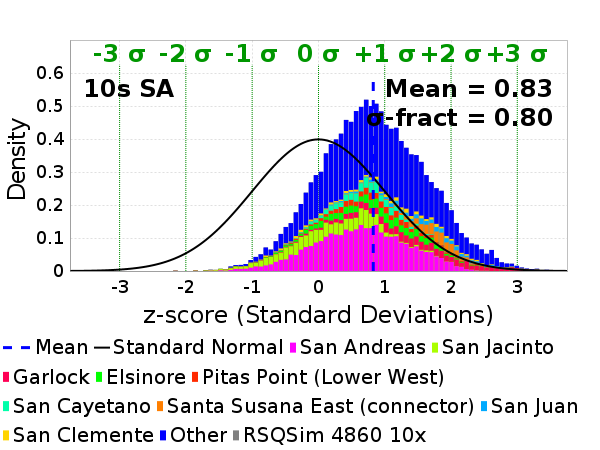 -3 σ -2 σ -1 σ 0 σ +1 σ +2 σ +3 σ
10s SA
Mean = 0.83
σ-fract = 0.80
Density
0.6
0.5
0.4
0.3
0.2
0.1
0
-3 -2 -1 0 1 2 3
z-score (Standard Deviations)
Mean Standard Normal San Andreas San Jacinto
Garlock Elsinore Pitas Point (Lower West)
San Cayetano Santa Susana East (connector) San Juan
San Clemente Other RSQSim 4860 10x